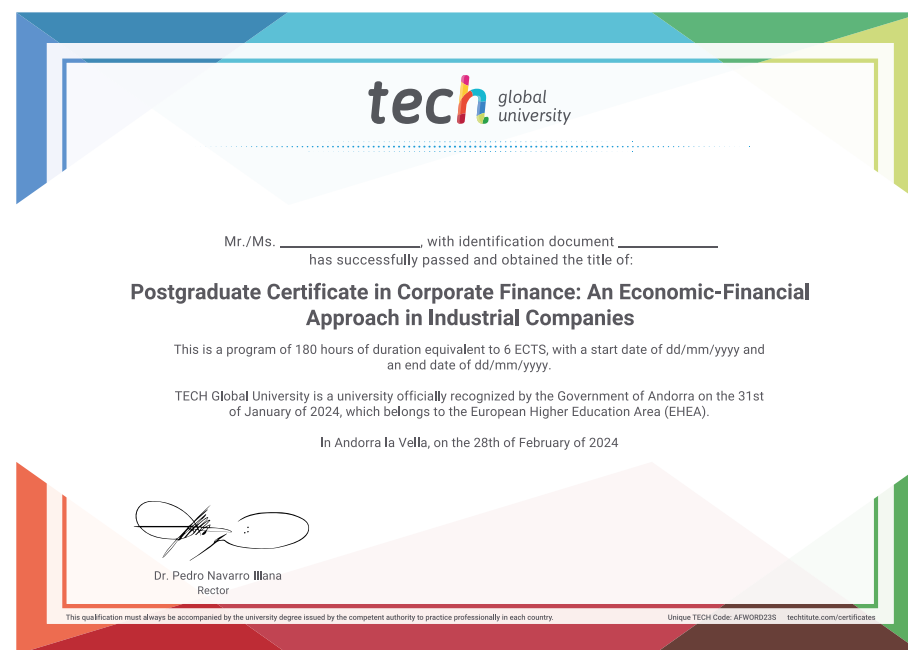 tech global university
Mr./Ms. ____________________, with identification document ______________
has successfully passed and obtained the title of:
Postgraduate Certificate in Corporate Finance: An Economic-Financial
Approach in Industrial Companies
This is a program of 180 hours of duration equivalent to 6 ECTS, with a start date of dd/mm/yyyy and
an end date of dd/mm/yyyy.
TECH Global University is a university officially recognized by the Government of Andorra on the 31st
of January of 2024, which belongs to the European Higher Education Area (EHEA).
In Andorra la Vella, on the 28th of February of 2024
Dr. Pedro Navarro Illana
Rector
This qualification must always be accompanied by the university degree issued by the competent authority to practice professionally in each country.
Unique TECH Code: AFWORD23S techtitute.com/certificates